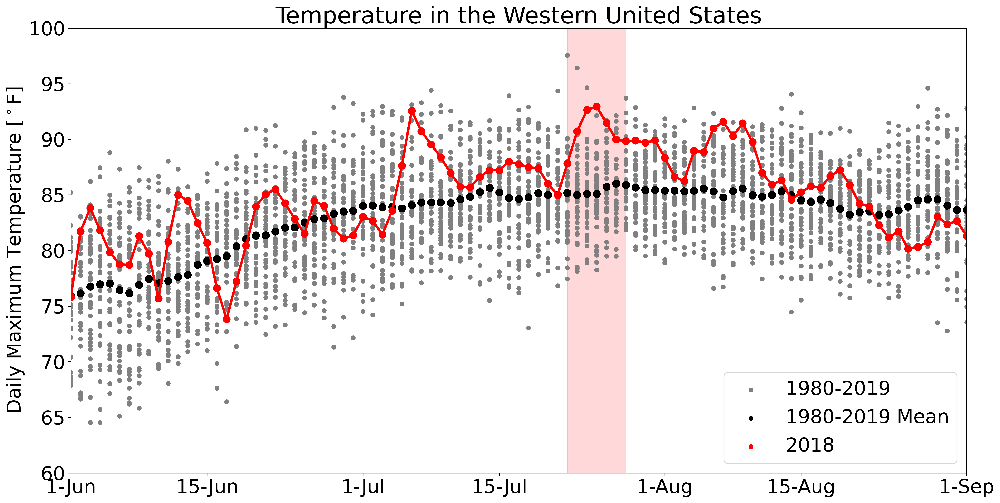 Temperature in the Western United States
Daily Maximum Temperature [°F]
100
95
90
85
80
75
70
65
60
1-Jun
15-Jun
1-Jul
15-Jul
1-Aug
15-Aug
1-Sep
1980-2019
1980-2019 Mean
2018